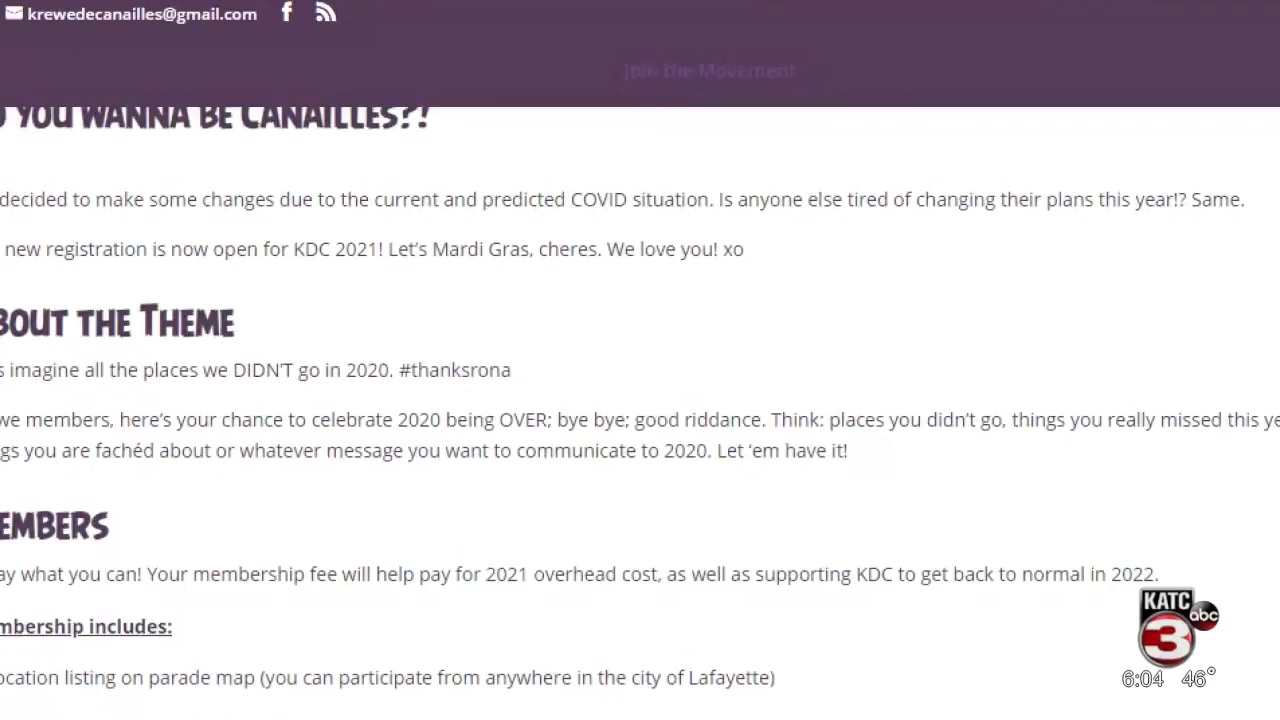 krewedecanailles@gmail.com
Join the Movement
YOU WANNA BE CANAILLES?!
decided to make some changes due to the current and predicted COVID situation. Is anyone else tired of changing their plans this year!? Same.
new registration is now open for KDC 2021! Let's Mardi Gras, cheres. We love you! xo
BOUT THE THEME
s imagine all the places we DIDN'T go in 2020. #thanksrona
we members, here's your chance to celebrate 2020 being OVER; bye bye; good riddance. Think: places you didn't go, things you really missed this ye
gs you are fachéd about or whatever message you want to communicate to 2020. Let 'em have it!
EMBERS
ay what you can! Your membership fee will help pay for 2021 overhead cost, as well as supporting KDC to get back to normal in 2022.
mbership includes:
ocation listing on parade map (you can participate from anywhere in the city of Lafayette)
KATC
abc
3
6:04 46°